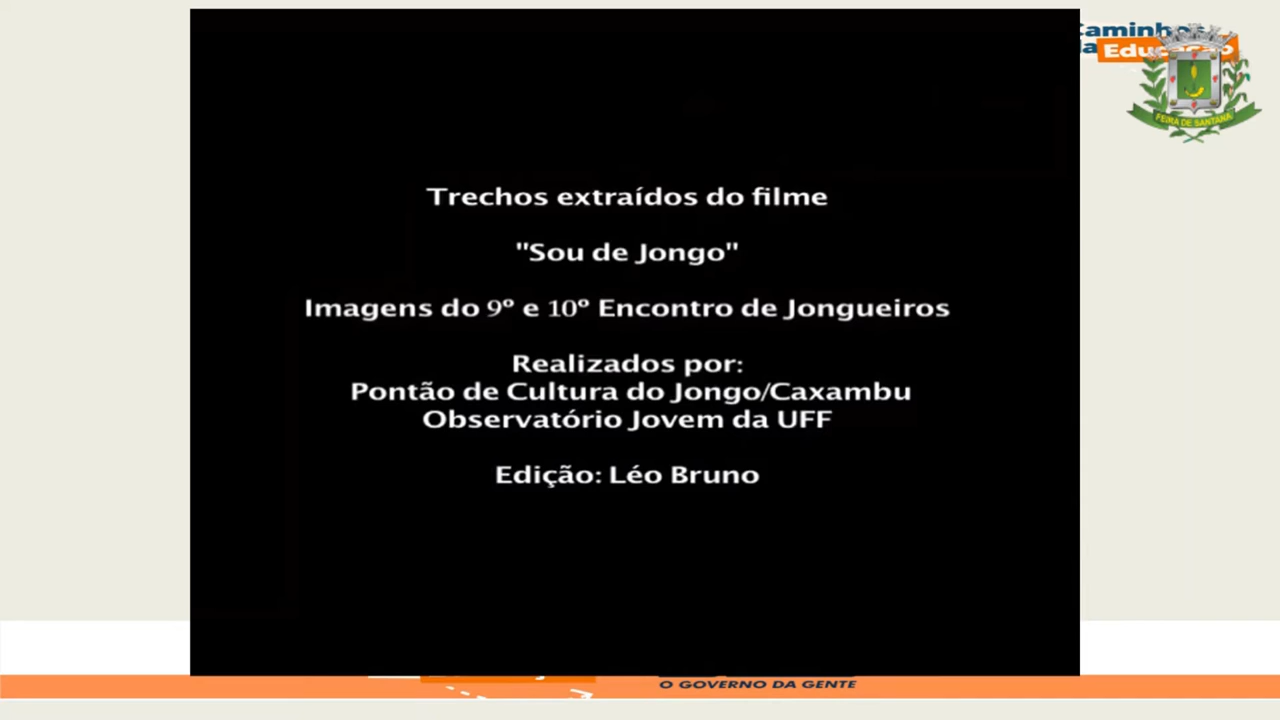 Caminhos
Trechos extraídos do filme
"Sou de Jongo"
Imagens do 9º e 10º Encontro de Jongueiros
Realizados por:
Pontão de Cultura do Jongo/Caxambu
Observatório Jovem da UFF
Edição: Léo Bruno
FEIRA DE SANTANA
O GOVERNO DA GENTE